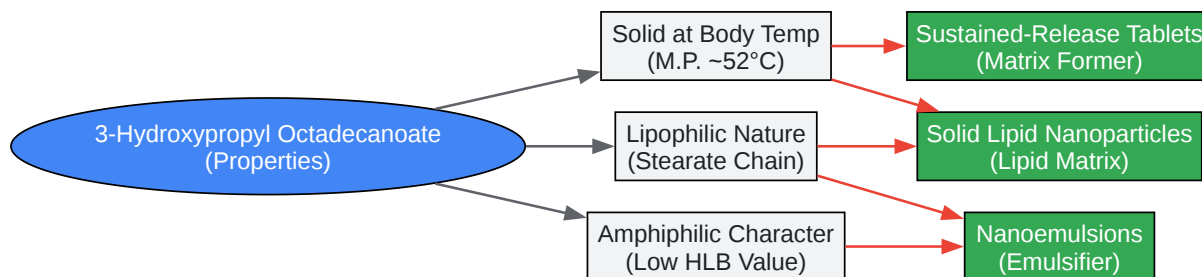 3-Hydroxypropyl Octadecanoate
(Properties)
Solid at Body Temp
(M.P. ~52°C)
Lipophilic Nature
(Stearate Chain)
Amphiphilic Character
(Low HLB Value)
Sustained-Release Tablets
(Matrix Former)
Solid Lipid Nanoparticles
(Lipid Matrix)
Nanoemulsions
(Emulsifier)